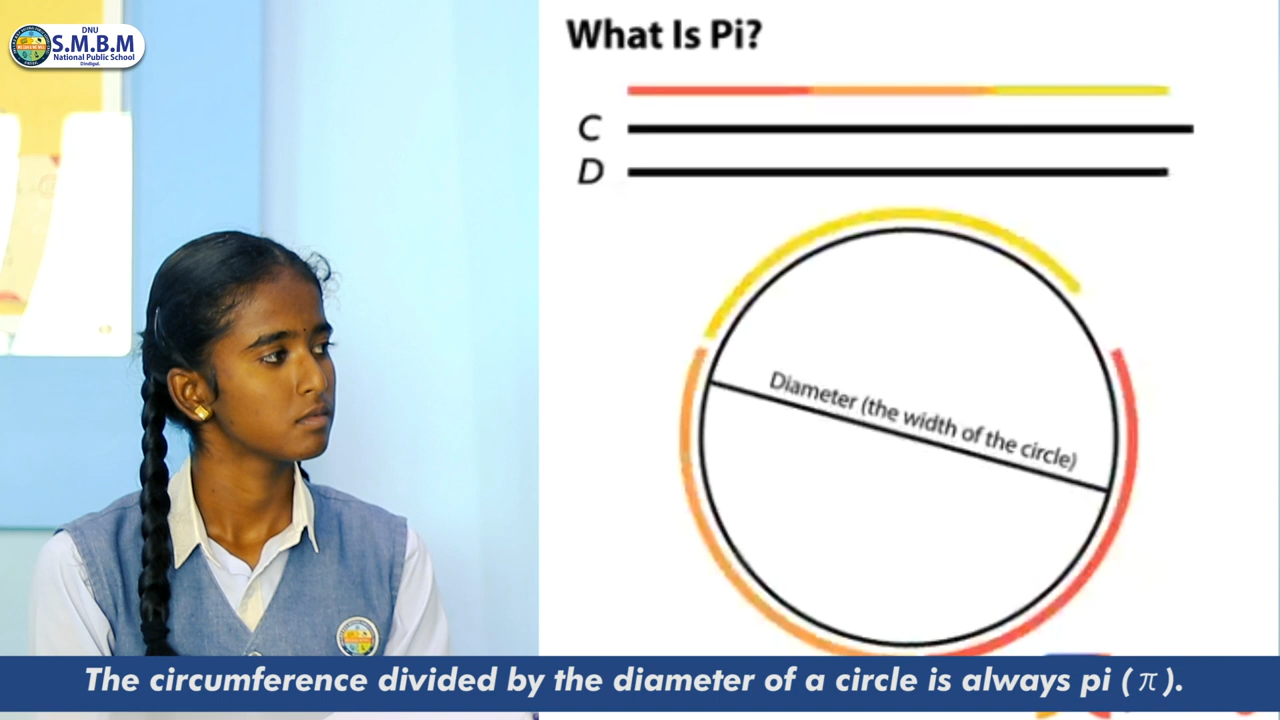 DNU
S.M.B.M
National Public School
Dindigul.
What Is Pi?
C
D
Diameter (the width of the circle)
The circumference divided by the diameter of a circle is always pi (π).